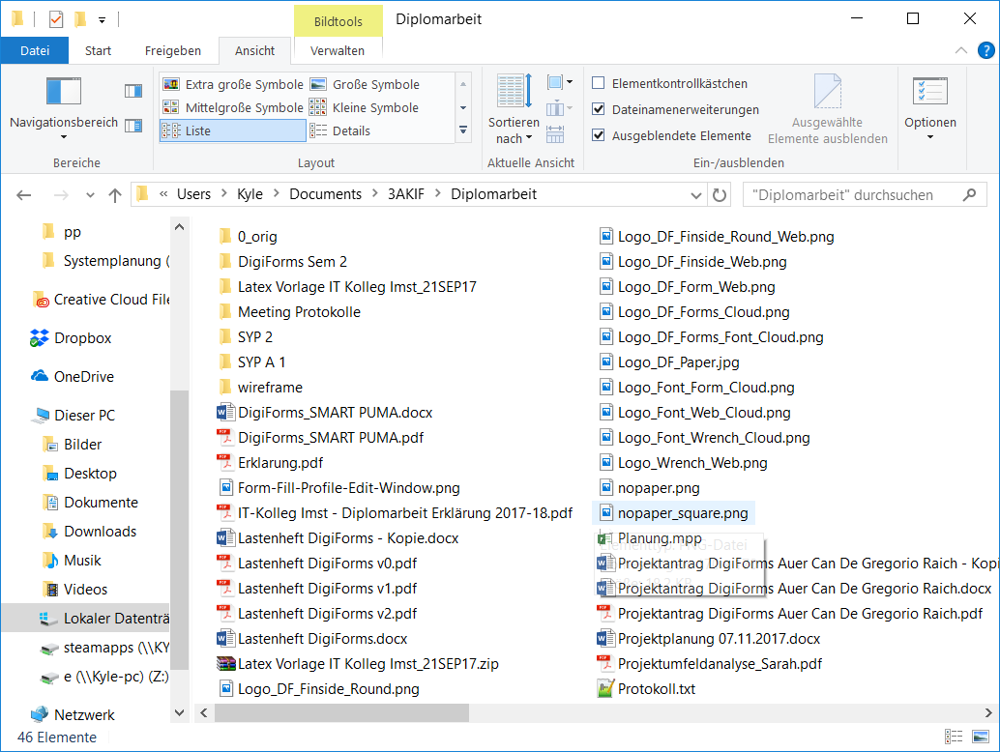 Bildtools
Diplomarbeit
Datei
Start
Freigeben
Ansicht
Verwalten
Navigationsbereich
Bereiche
Extra große Symbole
Große Symbole
Mittelgroße Symbole
Kleine Symbole
Liste
Details
Layout
Sortieren
nach
Aktuelle Ansicht
Elementkontrollkästchen
Dateinamenerweiterungen
Ausgeblendete Elemente
Ausgewählte
Elemente ausblenden
Ein-/ausblenden
Optionen
« Users > Kyle > Documents > 3AKIF > Diplomarbeit
"Diplomarbeit" durchsuchen
pp
Systemplanung (
Creative Cloud File
Dropbox
OneDrive
Dieser PC
Bilder
Desktop
Dokumente
Downloads
Musik
Videos
Lokaler Datenträ
steamapps (\\KY
e (\\Kyle-pc) (Z:)
Netzwerk
0_orig
DigiForms Sem 2
Latex Vorlage IT Kolleg Imst_21SEP17
Meeting Protokolle
SYP 2
SYP A 1
wireframe
DigiForms_SMART PUMA.docx
DigiForms_SMART PUMA.pdf
Erklarung.pdf
Form-Fill-Profile-Edit-Window.png
IT-Kolleg Imst - Diplomarbeit Erklärung 2017-18.pdf
Lastenheft DigiForms - Kopie.docx
Lastenheft DigiForms v0.pdf
Lastenheft DigiForms v1.pdf
Lastenheft DigiForms v2.pdf
Lastenheft DigiForms.docx
Latex Vorlage IT Kolleg Imst_21SEP17.zip
Logo_DF_Finside_Round.png
Logo_DF_Finside_Round_Web.png
Logo_DF_Finside_Web.png
Logo_DF_Form_Web.png
Logo_DF_Forms_Cloud.png
Logo_DF_Forms_Font_Cloud.png
Logo_DF_Paper.jpg
Logo_Font_Form_Cloud.png
Logo_Font_Web_Cloud.png
Logo_Font_Wrench_Cloud.png
Logo_Wrench_Web.png
nopaper.png
nopaper_square.png
Planung.mpp
Elementtyp: PNG-Datei
Projektantrag DigiForms Auer Can De Gregorio Raich - Kopi
Projektantrag DigiForms Auer Can De Gregorio Raich.docx
Projektantrag DigiForms Auer Can De Gregorio Raich.pdf
Projektplanung 07.11.2017.docx
Projektumfeldanalyse_Sarah.pdf
Protokoll.txt
46 Elemente